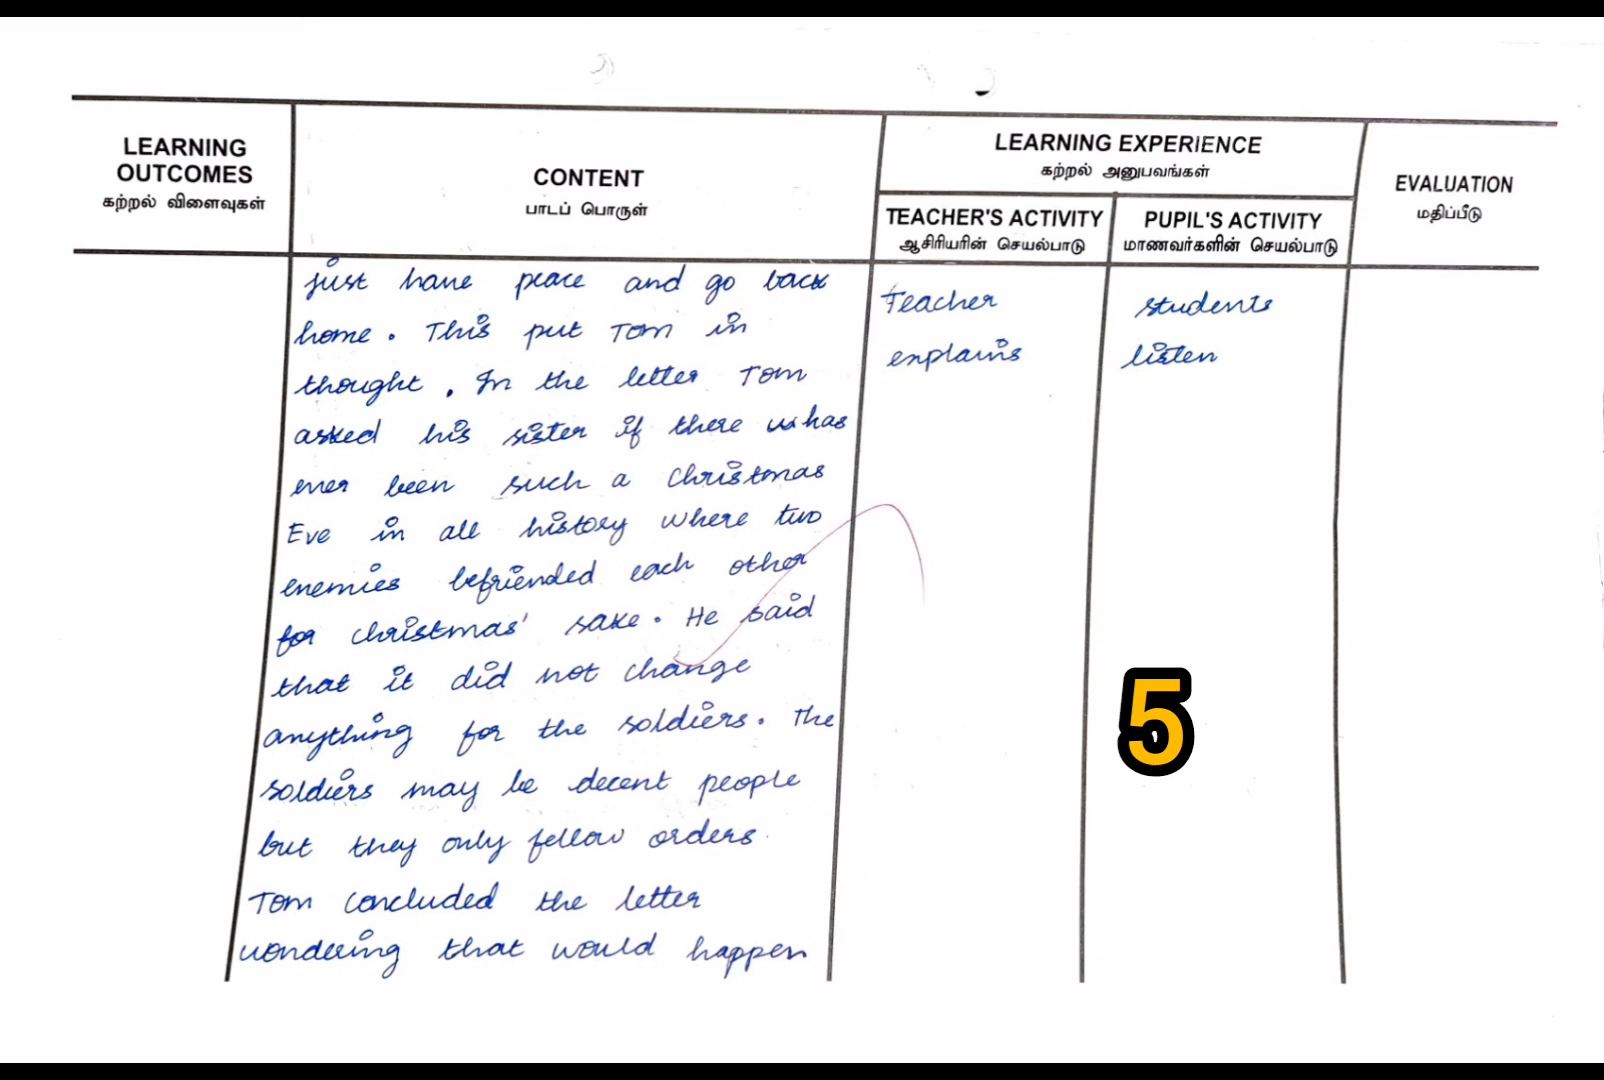 LEARNING OUTCOMES
கற்றல் விளைவுகள்
CONTENT
பாடப் பொருள்
LEARNING EXPERIENCE
கற்றல் அனுபவங்கள்
TEACHER'S ACTIVITY
ஆசிரியரின் செயல்பாடு
PUPIL'S ACTIVITY
மாணவர்களின் செயல்பாடு
EVALUATION
மதிப்பீடு
just have peace and go back
home. This put Tom in
thought. In the letter Tom
asked his sister if there has
ever been such a Christmas
Eve in all history where two
enemies befriended each other
for christmas' sake. He said
that it did not change
anything for the soldiers. The
soldiers may be decent people
but they only fellow orders.
Tom concluded the letter
wondering that would happen
Teacher
explains
students
listen
5